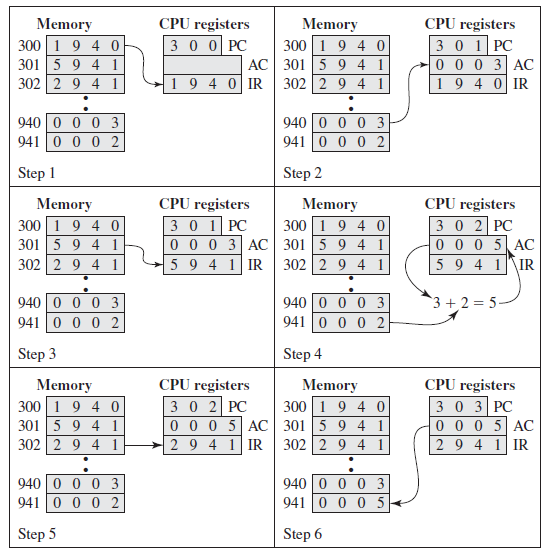 Memory CPU registers
300 1 9 4 0 3 0 0 PC
301 5 9 4 1 AC
302 2 9 4 1 1 9 4 0 IR
940 0 0 0 3
941 0 0 0 2
Step 1
Memory CPU registers
300 1 9 4 0 3 0 1 PC
301 5 9 4 1 0 0 0 3 AC
302 2 9 4 1 1 9 4 0 IR
940 0 0 0 3
941 0 0 0 2
Step 2
Memory CPU registers
300 1 9 4 0 3 0 1 PC
301 5 9 4 1 0 0 0 3 AC
302 2 9 4 1 5 9 4 1 IR
940 0 0 0 3
941 0 0 0 2
Step 3
Memory CPU registers
300 1 9 4 0 3 0 2 PC
301 5 9 4 1 0 0 0 5 AC
302 2 9 4 1 5 9 4 1 IR
940 0 0 0 3 3 + 2 = 5
941 0 0 0 2
Step 4
Memory CPU registers
300 1 9 4 0 3 0 2 PC
301 5 9 4 1 0 0 0 5 AC
302 2 9 4 1 2 9 4 1 IR
940 0 0 0 3
941 0 0 0 2
Step 5
Memory CPU registers
300 1 9 4 0 3 0 3 PC
301 5 9 4 1 0 0 0 5 AC
302 2 9 4 1 2 9 4 1 IR
940 0 0 0 3
941 0 0 0 5
Step 6